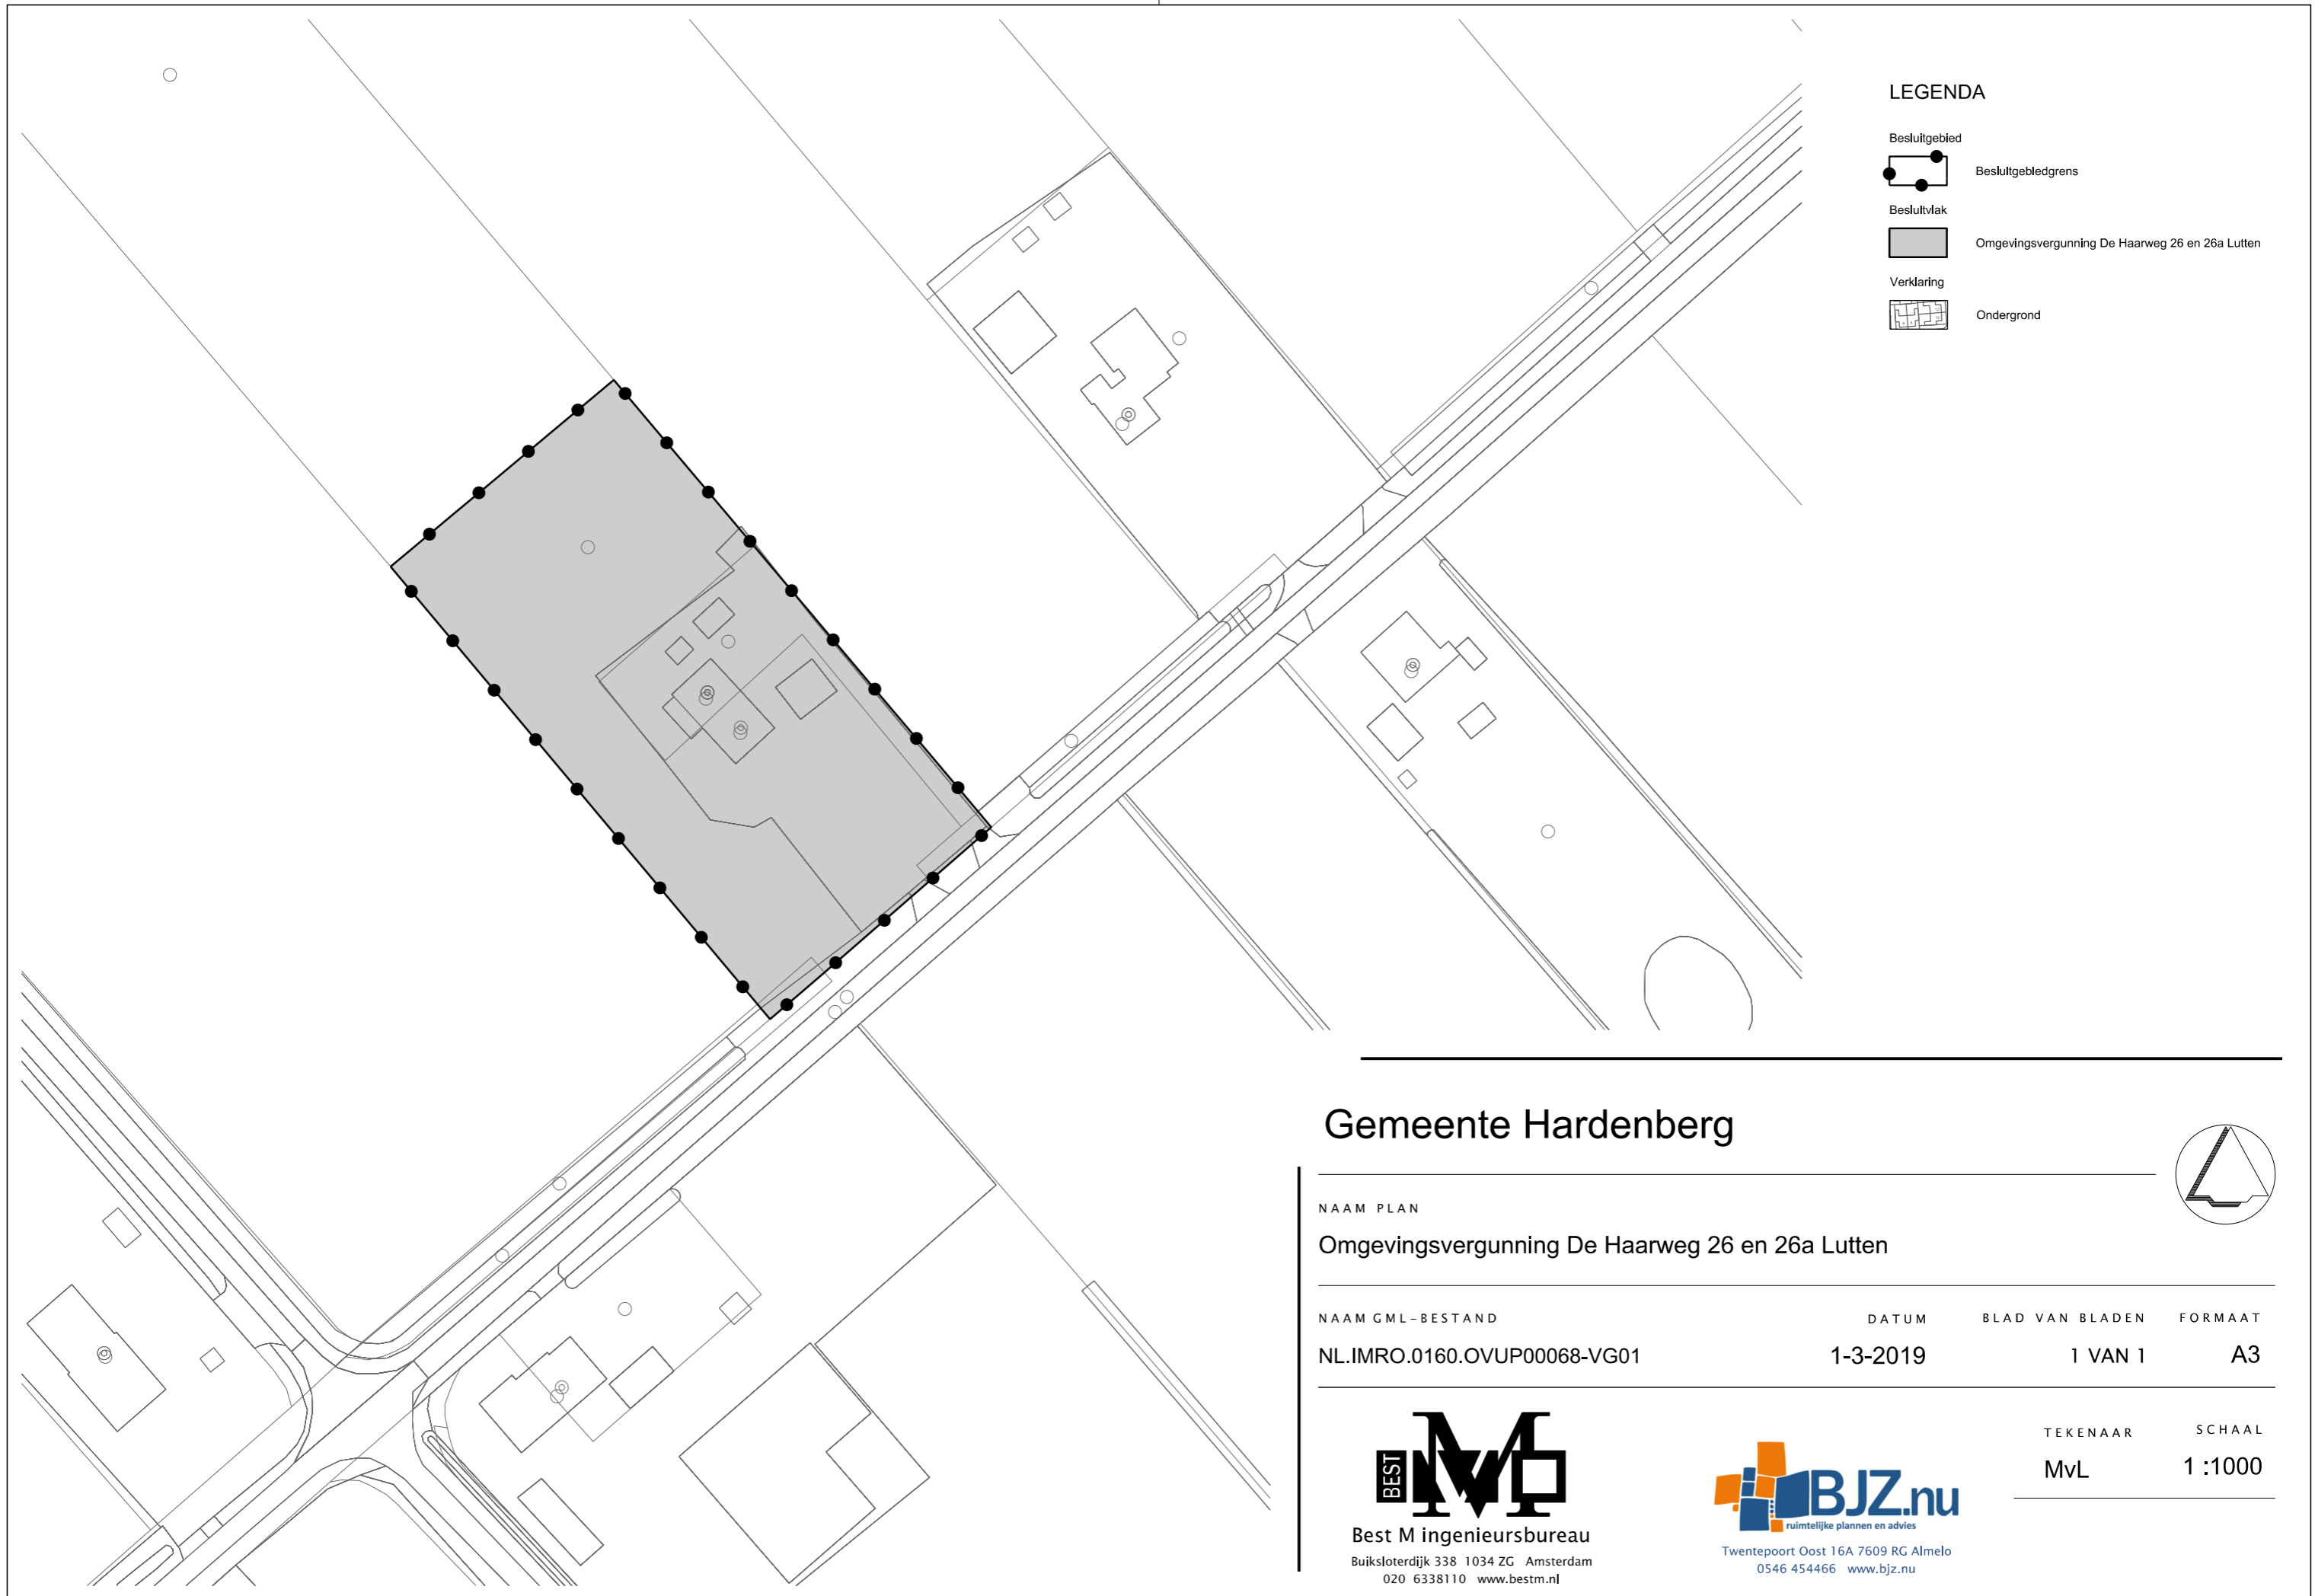 LEGENDA
Besluitgebied
Besluitgebiedgrens
Besluitvlak
Omgevingsvergunning De Haarweg 26 en 26a Lutten
Verklaring
Ondergrond
Gemeente Hardenberg
NAAM PLAN
Omgevingsvergunning De Haarweg 26 en 26a Lutten
NAAM GML-BESTAND DATUM BLAD VAN BLADEN FORMAAT
NL.IMRO.0160.OVUP00068-VG01 1-3-2019 1 VAN 1 A3
BEST M
Best M ingenieursbureau
Buiksloterdijk 338 1034 ZG Amsterdam
020 6338110 www.bestm.nl
BJZ.nu
ruimtelijke plannen en advies
Twentepoort Oost 16A 7609 RG Almelo
0546 454466 www.bjz.nu
TEKENAAR SCHAAL
MvL 1 :1000